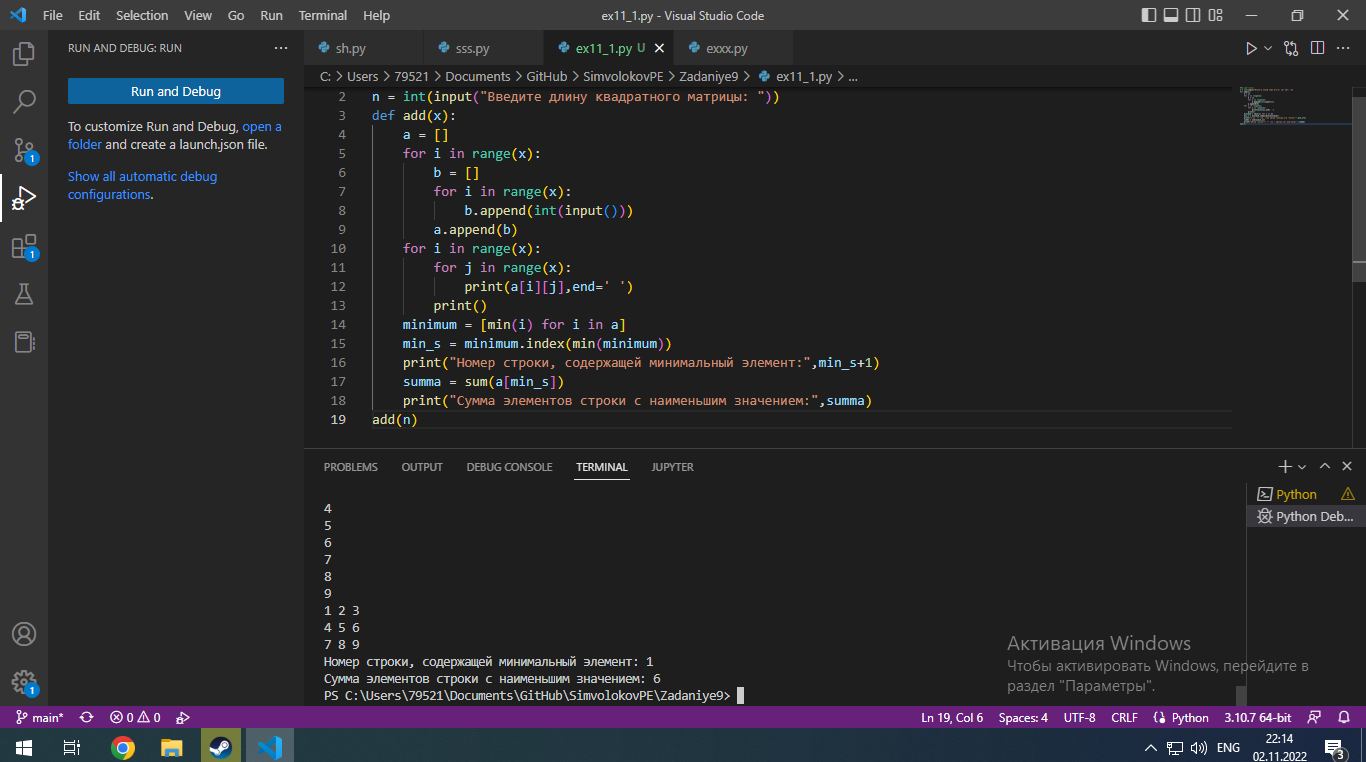 File Edit Selection View Go Run Terminal Help ex11_1.py - Visual Studio Code
RUN AND DEBUG: RUN ...
Run and Debug
To customize Run and Debug, open a
folder and create a launch.json file.
Show all automatic debug
configurations.
1
1
1
sh.py sss.py ex11_1.py U exxx.py
C: > Users > 79521 > Documents > GitHub > SimvolokovPE > Zadaniye9 > ex11_1.py > ...
2 n = int(input("Введите длину квадратного матрицы: "))
3 def add(x):
4 a = []
5 for i in range(x):
6 b = []
7 for i in range(x):
8 b.append(int(input()))
9 a.append(b)
10 for i in range(x):
11 for j in range(x):
12 print(a[i][j],end=' ')
13 print()
14 minimum = [min(i) for i in a]
15 min_s = minimum.index(min(minimum))
16 print("Номер строки, содержащей минимальный элемент:",min_s+1)
17 summa = sum(a[min_s])
18 print("Сумма элементов строки с наименьшим значением:",summa)
19 add(n)
PROBLEMS OUTPUT DEBUG CONSOLE TERMINAL JUPYTER
Python
Python Deb...
4
5
6
7
8
9
1 2 3
4 5 6
7 8 9
Номер строки, содержащей минимальный элемент: 1
Сумма элементов строки с наименьшим значением: 6
PS C:\Users\79521\Documents\GitHub\SimvolokovPE\Zadaniye9>
Активация Windows
Чтобы активировать Windows, перейдите в
раздел "Параметры".
main* 0 0 Ln 19, Col 6 Spaces: 4 UTF-8 CRLF Python 3.10.7 64-bit
ENG 22:14
02.11.2022 3